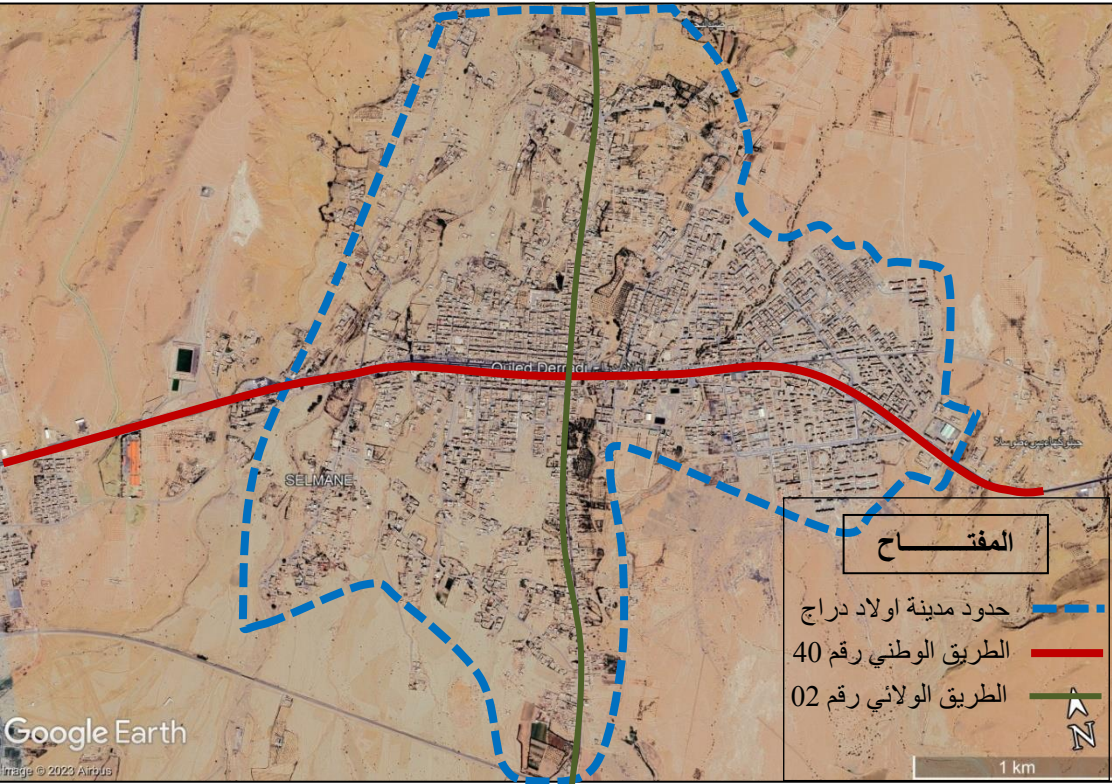 Ouled Derradj
SELMANE
المفتـــــــاح
حدود مدينة اولاد دراج
الطريق الوطني رقم 40
الطريق الولائي رقم 02
N
Google Earth
Image © 2023 Airbus
1 km